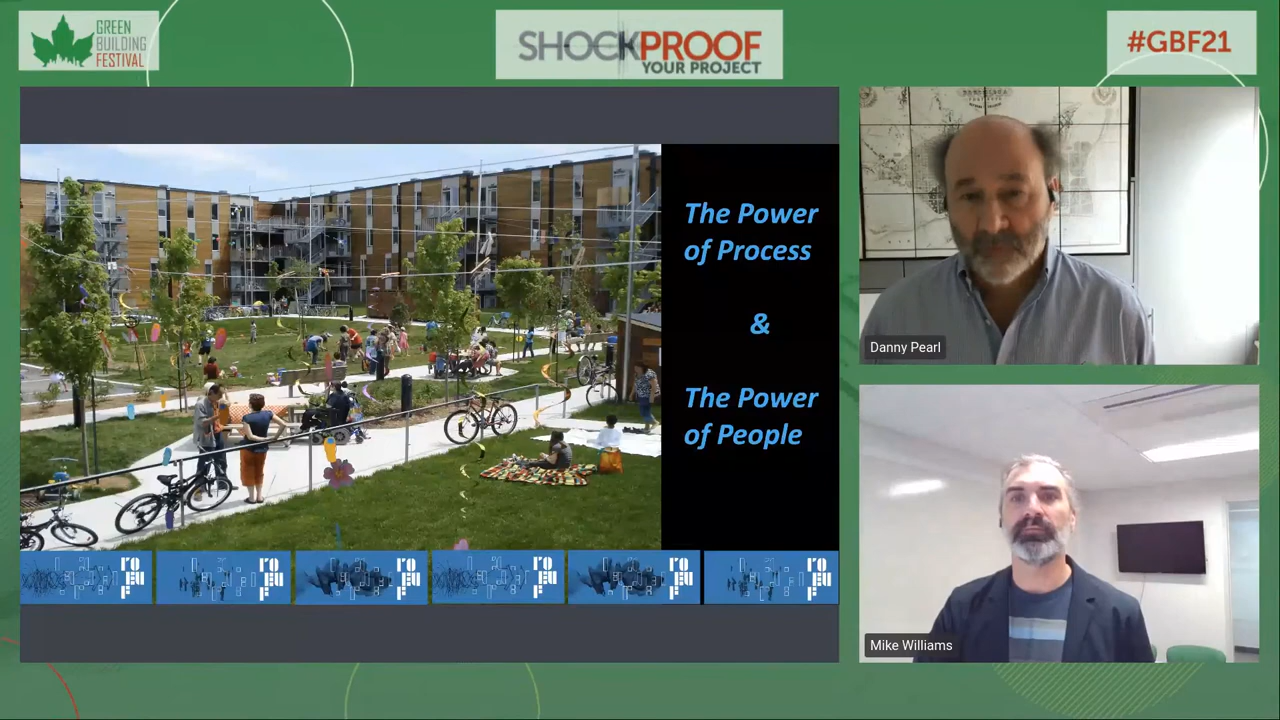 GREEN
BUILDING
FESTIVAL
SHOCKPROOF
YOUR PROJECT
#GBF21
The Power
of Process
&
The Power
of People
Danny Pearl
Mike Williams